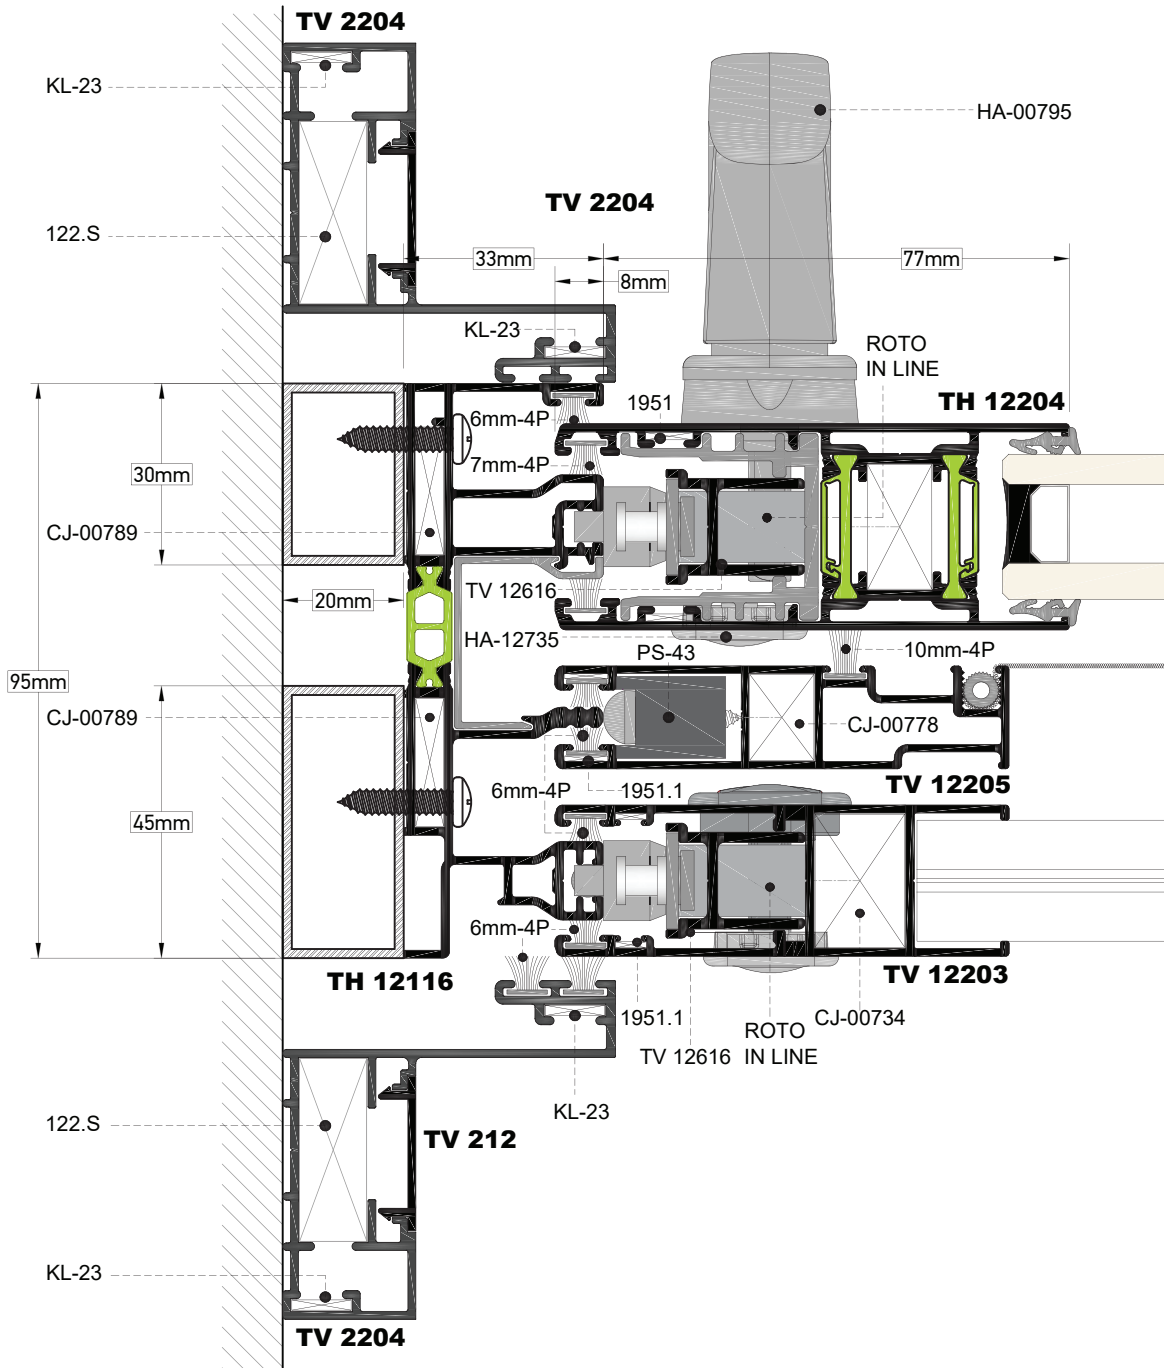 TV 2204
KL-23
HA-00795
TV 2204
122.S
33mm
77mm
8mm
KL-23
ROTO
IN LINE
1951
TH 12204
6mm-4P
7mm-4P
30mm
CJ-00789
TV 12616
20mm
HA-12735
PS-43
10mm-4P
95mm
CJ-00789
CJ-00778
TV 12205
6mm-4P
1951.1
45mm
6mm-4P
TH 12116
TV 12203
1951.1
CJ-00734
ROTO
IN LINE
TV 12616
KL-23
122.S
TV 212
KL-23
TV 2204